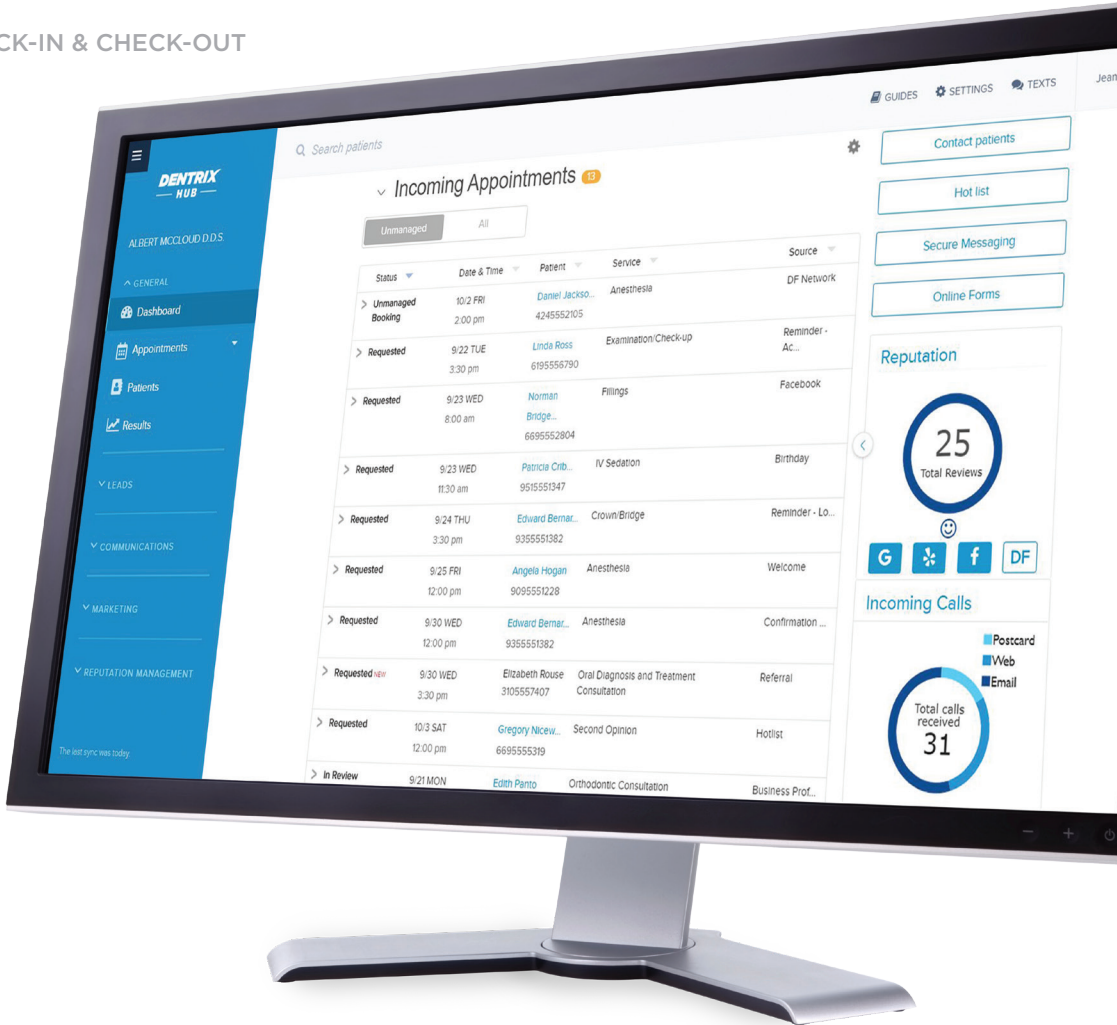 CK-IN & CHECK-OUT
GUIDES
SETTINGS
TEXTS
Jean
Search patients
DENTRIX
HUB
ALBERT MCCLOUD D.D.S.
GENERAL
Dashboard
Appointments
Patients
Results
LEADS
COMMUNICATIONS
MARKETING
REPUTATION MANAGEMENT
The last sync was today.
Incoming Appointments 13
Unmanaged All
Status Date & Time Patient Service Source
Unmanaged 10/2 FRI Daniel Jackso... Anesthesia DF Network
Booking 2:00 pm 4245552105
Requested 9/22 TUE Linda Ross Examination/Check-up Reminder -
3:30 pm 6195556790 Ac...
Requested 9/23 WED Norman Fillings Facebook
8:00 am Bridge...
6695552804
Requested 9/23 WED Patricia Crib... IV Sedation Birthday
11:30 am 9515551347
Requested 9/24 THU Edward Bernar... Crown/Bridge Reminder - Lo...
3:30 pm 9355551382
Requested 9/25 FRI Angela Hogan Anesthesia Welcome
12:00 pm 9095551228
Requested 9/30 WED Edward Bernar... Anesthesia Confirmation ...
12:00 pm 9355551382
Requested NEW 9/30 WED Elizabeth Rouse Oral Diagnosis and Treatment Referral
3:30 pm 3105557407 Consultation
Requested 10/3 SAT Gregory Nicew... Second Opinion Hotlist
12:00 pm 6695555319
In Review 9/21 MON Edith Panto Orthodontic Consultation Business Prof...
Contact patients
Hot list
Secure Messaging
Online Forms
Reputation
25
Total Reviews
G f DF
Incoming Calls
Postcard
Web
Email
Total calls
received
31